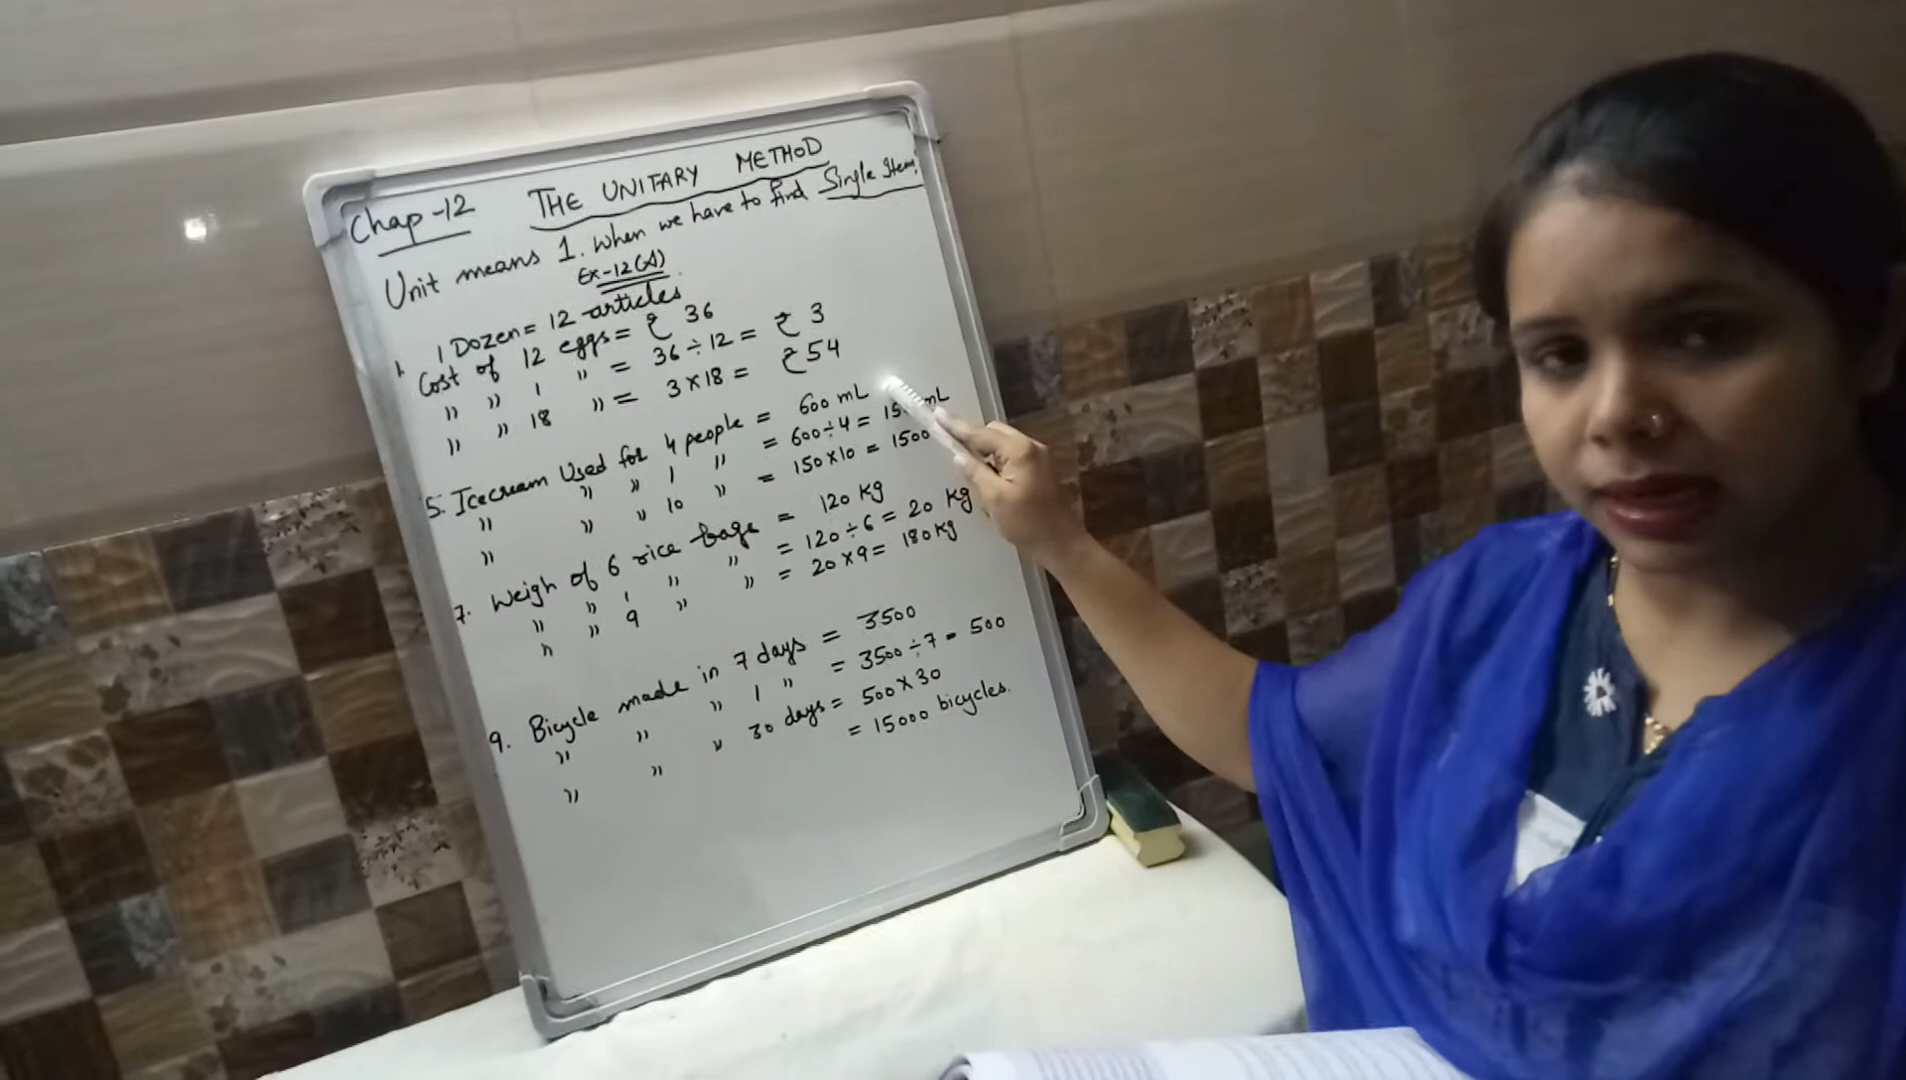 Chap-12 THE UNITARY METHOD
Unit means 1. When we have to find Single Item.
Ex-12(A)
1 Dozen = 12 articles
1. Cost of 12 eggs = ₹ 36
" " 1 " = 36 ÷ 12 = ₹ 3
" " 18 " = 3 × 18 = ₹ 54
5. Icecream Used for 4 people = 600 mL
" " " 1 " = 600 ÷ 4 = mL
" " " 10 " = 150 × 10 = 1500
7. Weigh of 6 rice bags = 120 Kg
" " 1 " " = 120 ÷ 6 = 20 Kg
" " 9 " " = 20 × 9 = 180 Kg
9. Bicycle made in 7 days = 3500
" " " 1 " = 3500 ÷ 7 = 500
" " " 30 days = 500 × 30
= 15000 bicycles.